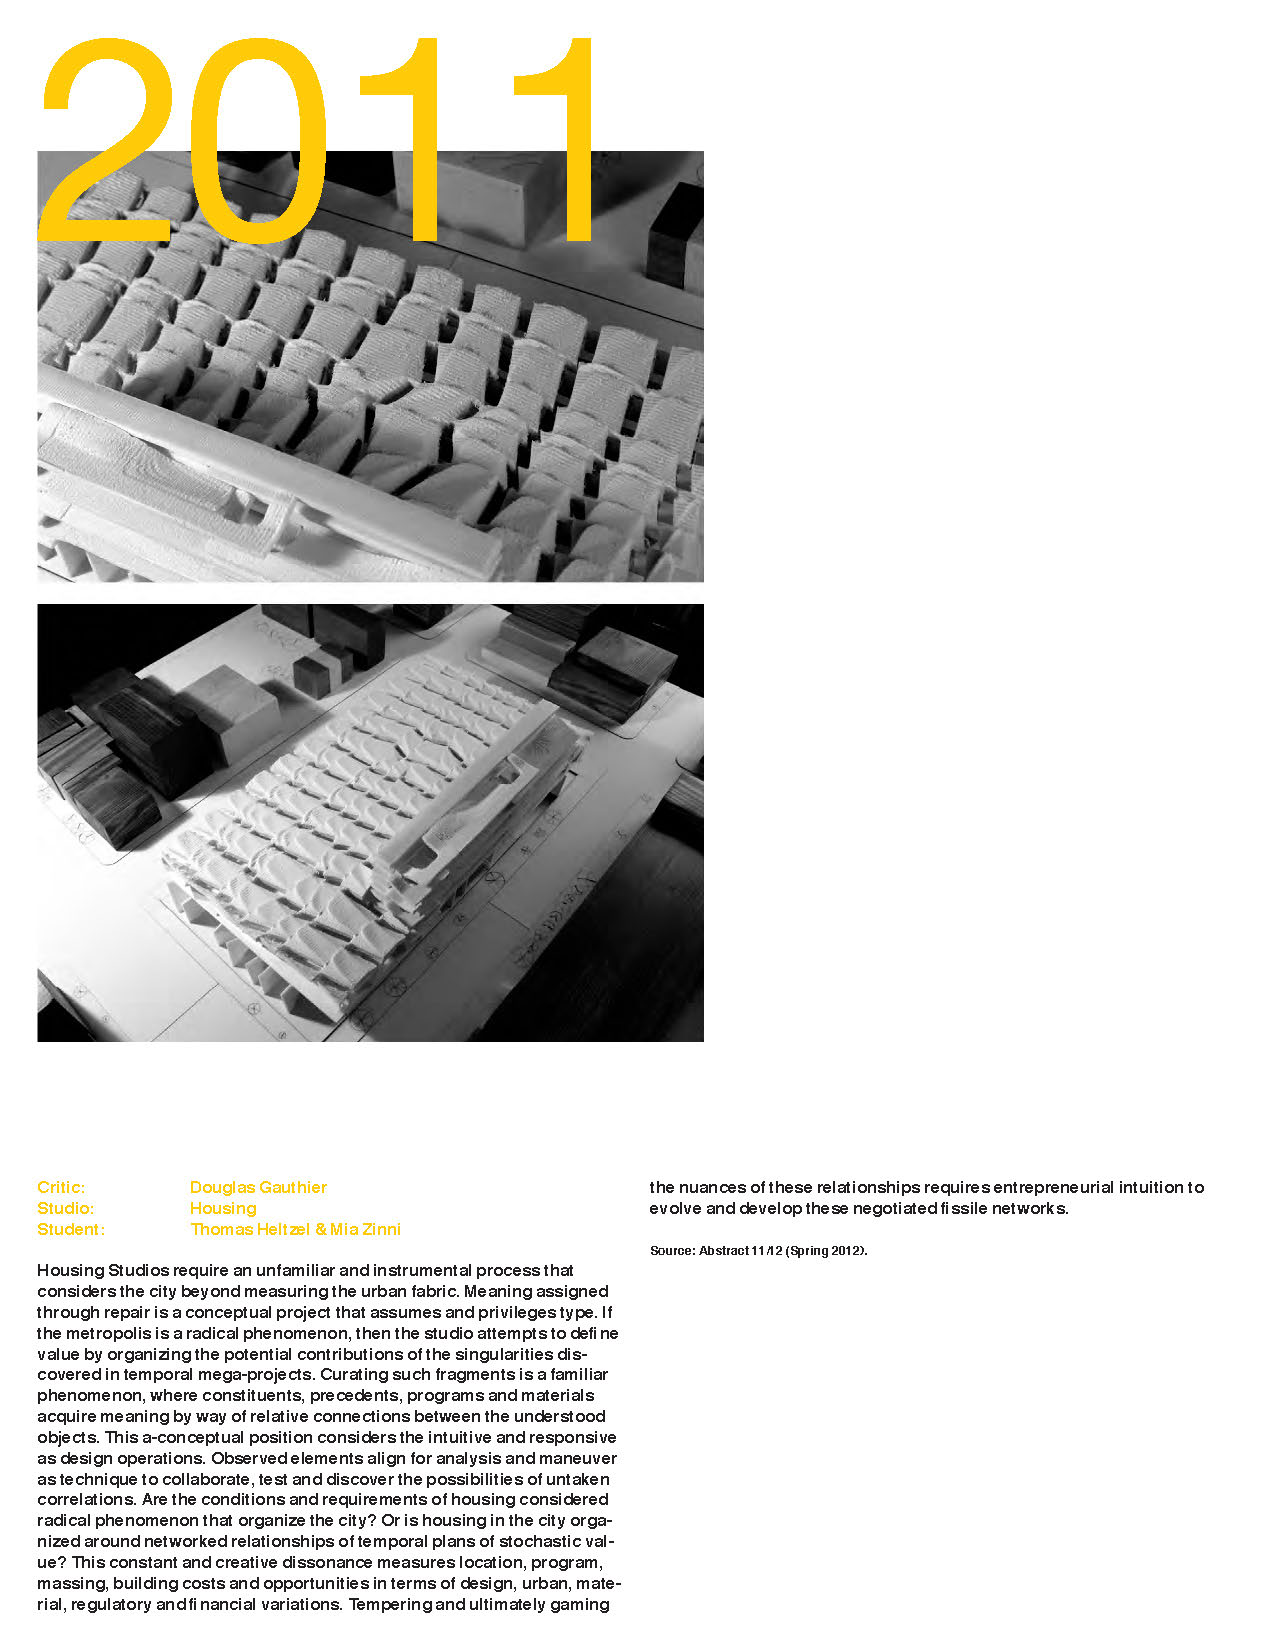 2011
Critic: Douglas Gauthier
Studio: Housing
Student: Thomas Heltzel & Mia Zinni
Housing Studios require an unfamiliar and instrumental process that
considers the city beyond measuring the urban fabric. Meaning assigned
through repair is a conceptual project that assumes and privileges type. If
the metropolis is a radical phenomenon, then the studio attempts to define
value by organizing the potential contributions of the singularities dis-
covered in temporal mega-projects. Curating such fragments is a familiar
phenomenon, where constituents, precedents, programs and materials
acquire meaning by way of relative connections between the understood
objects. This a-conceptual position considers the intuitive and responsive
as design operations. Observed elements align for analysis and maneuver
as technique to collaborate, test and discover the possibilities of untaken
correlations. Are the conditions and requirements of housing considered
radical phenomenon that organize the city? Or is housing in the city orga-
nized around networked relationships of temporal plans of stochastic val-
ue? This constant and creative dissonance measures location, program,
massing, building costs and opportunities in terms of design, urban, mate-
rial, regulatory and financial variations. Tempering and ultimately gaming
the nuances of these relationships requires entrepreneurial intuition to
evolve and develop these negotiated fissile networks.
Source: Abstract 11/12 (Spring 2012).